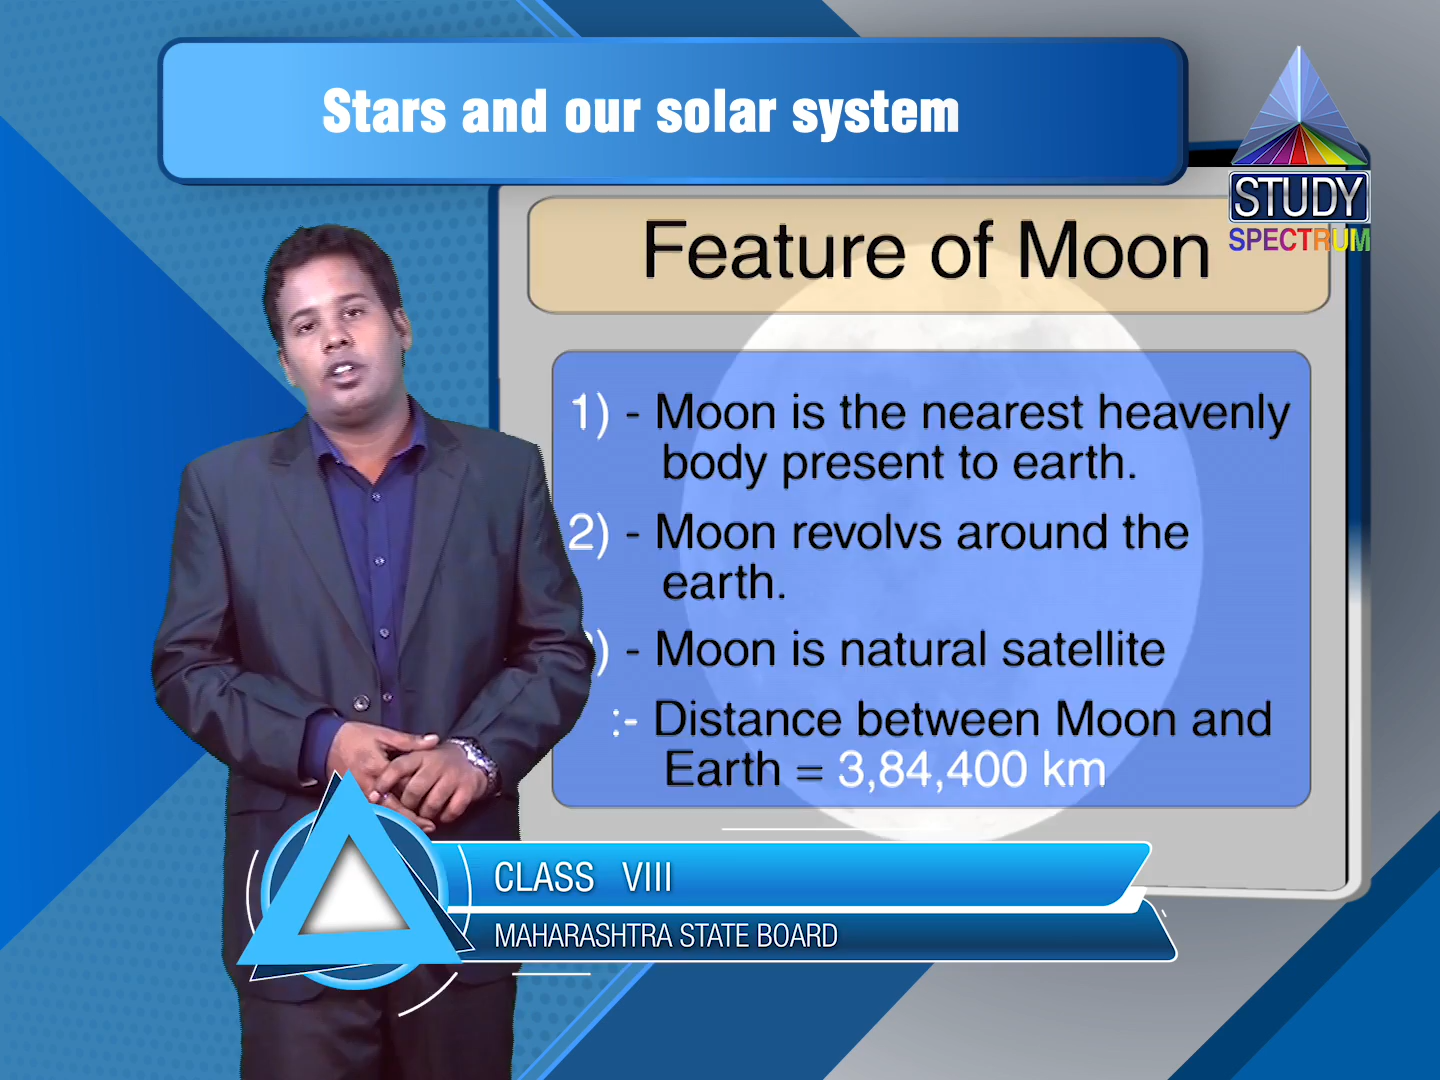 Stars and our solar system
STUDY
SPECTRUM
Feature of Moon
1) - Moon is the nearest heavenly
body present to earth.
2) - Moon revolvs around the
earth.
) - Moon is natural satellite
:- Distance between Moon and
Earth = 3,84,400 km
CLASS VIII
MAHARASHTRA STATE BOARD